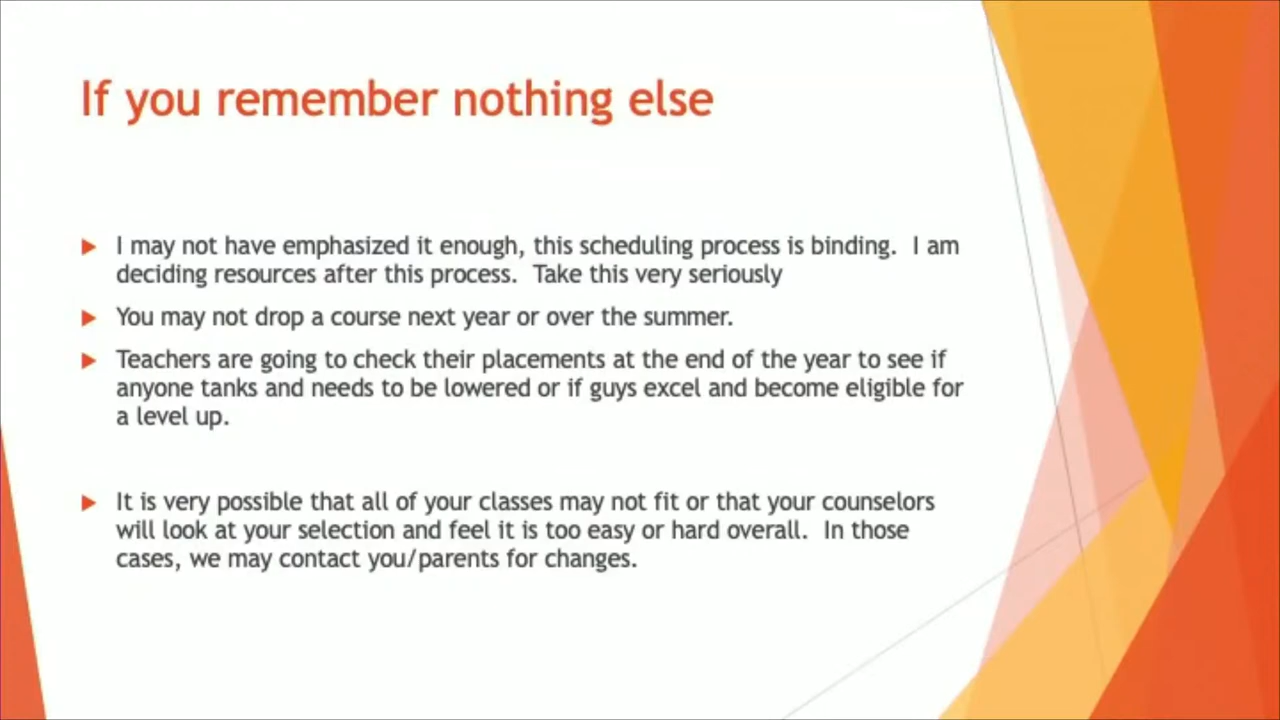 If you remember nothing else
I may not have emphasized it enough, this scheduling process is binding.  I am
deciding resources after this process.  Take this very seriously
You may not drop a course next year or over the summer.
Teachers are going to check their placements at the end of the year to see if
anyone tanks and needs to be lowered or if guys excel and become eligible for
a level up.
It is very possible that all of your classes may not fit or that your counselors
will look at your selection and feel it is too easy or hard overall.  In those
cases, we may contact you/parents for changes.